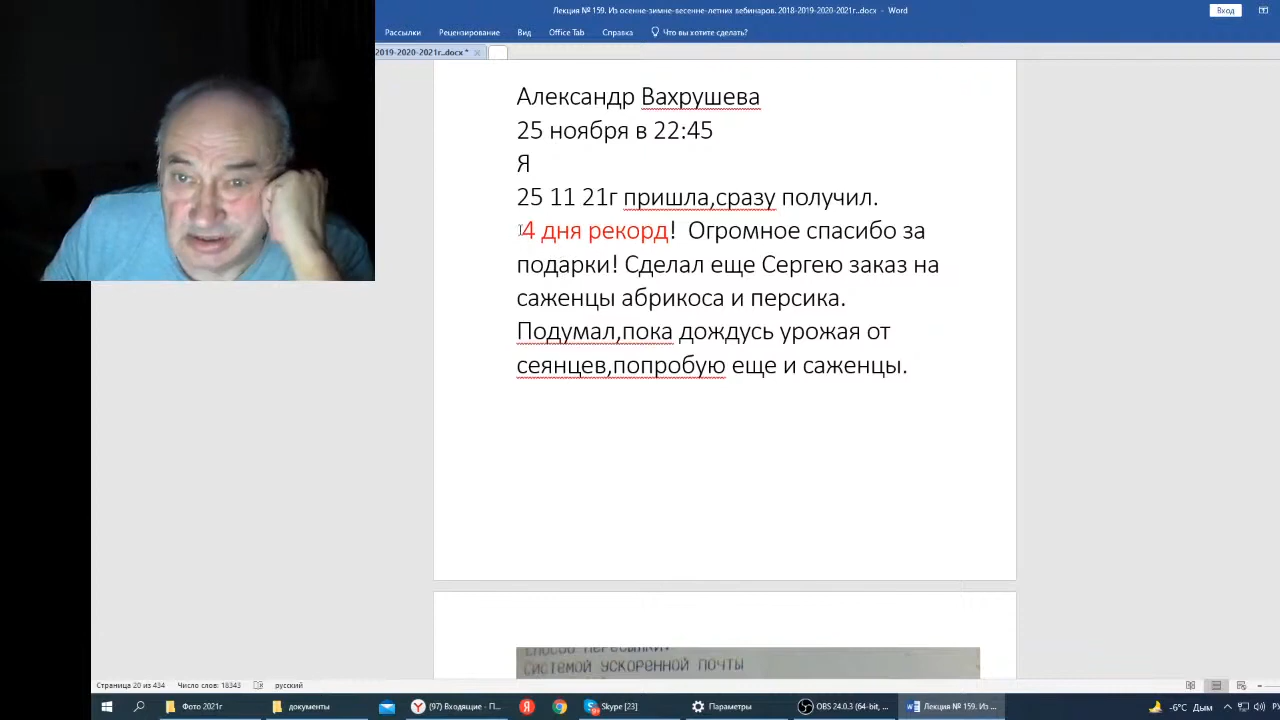 Лекция № 159. Из осенне-зимне-весенне-летних вебинаров. 2018-2019-2020-2021г..docx - Word
Вход
Рассылки Рецензирование Вид Office Tab Справка Что вы хотите сделать?
2019-2020-2021г..docx *
Александр Вахрушева
25 ноября в 22:45
Я
25 11 21г пришла,сразу получил.
4 дня рекорд! Огромное спасибо за
подарки! Сделал еще Сергею заказ на
саженцы абрикоса и персика.
Подумал,пока дождусь урожая от
сеянцев,попробую еще и саженцы.
СПОСОБ ПЕРЕСЫЛКИ:
СИСТЕМОЙ УСКОРЕННОЙ ПОЧТЫ
Страница 20 из 434 Число слов: 18343 русский
Фото 2021г документы (97) Входящие - П... Skype [23] Параметры OBS 24.0.3 (64-bit, ... Лекция № 159. Из ... -5°C Дым